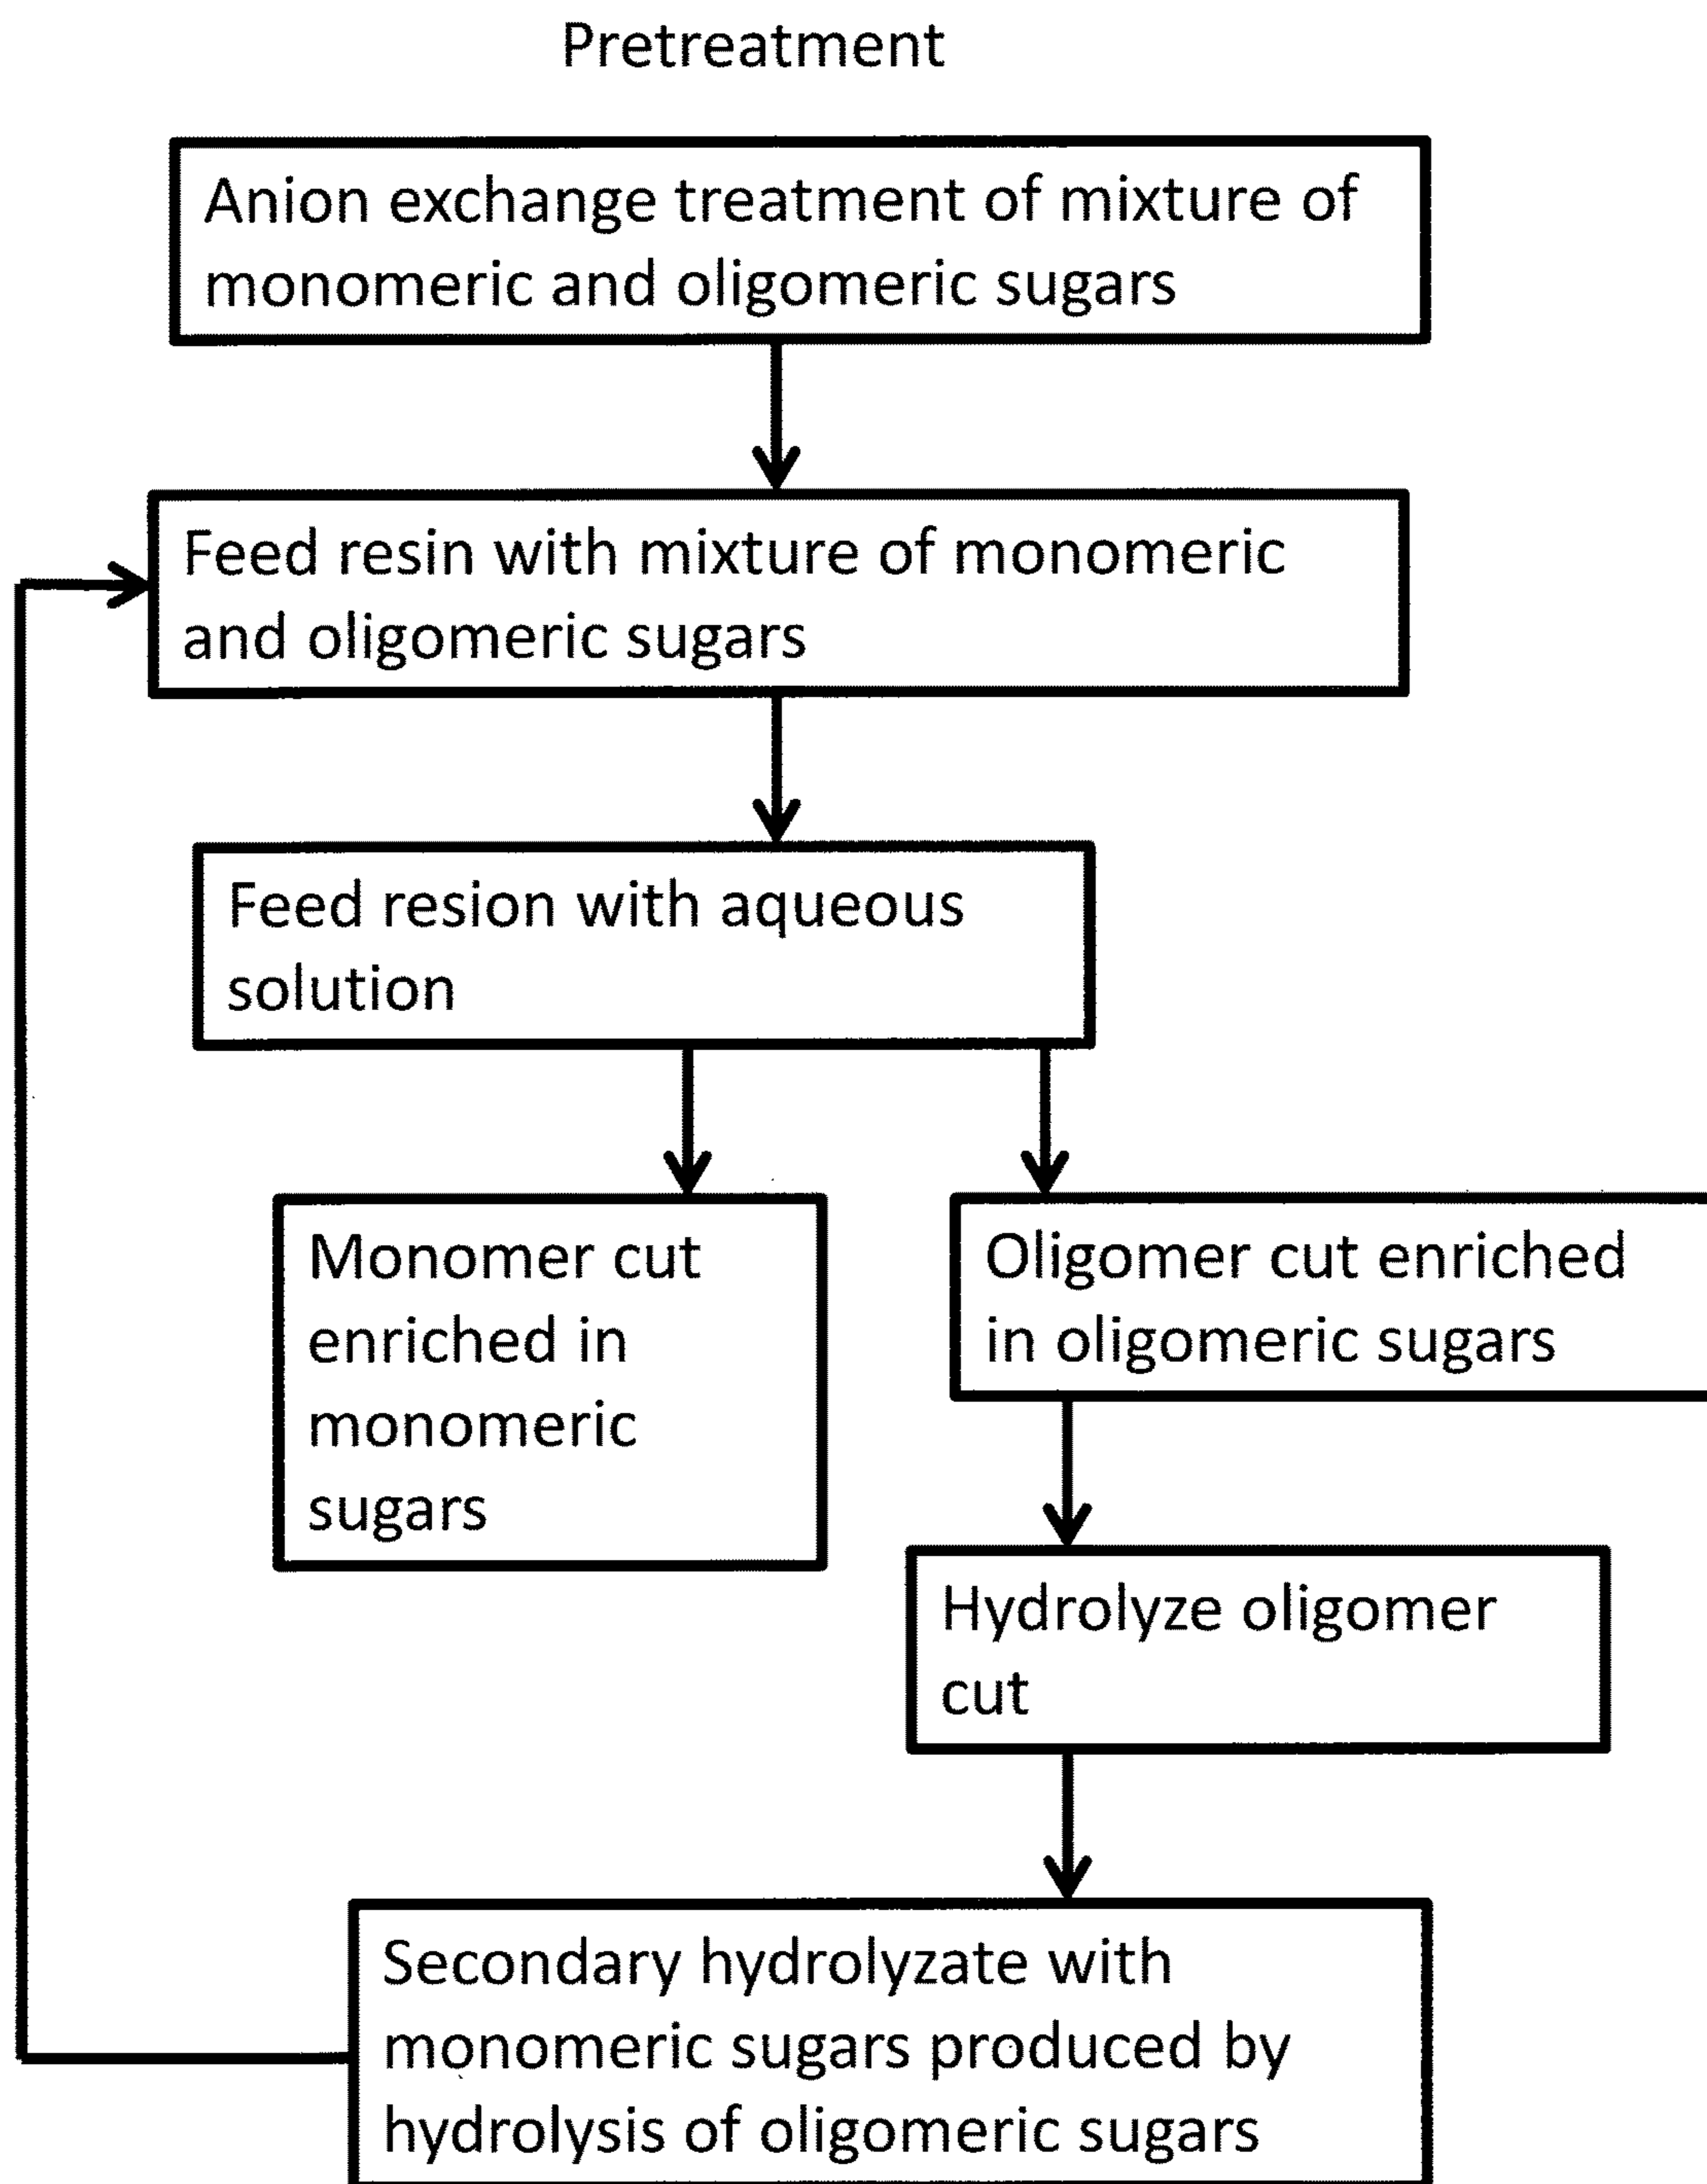 Pretreatment
Anion exchange treatment of mixture of
monomeric and oligomeric sugars
Feed resin with mixture of monomeric
and oligomeric sugars
Feed resion with aqueous
solution
Monomer cut
enriched in
monomeric
sugars
Oligomer cut enriched
in oligomeric sugars
Hydrolyze oligomer
cut
Secondary hydrolyzate with
monomeric sugars produced by
hydrolysis of oligomeric sugars